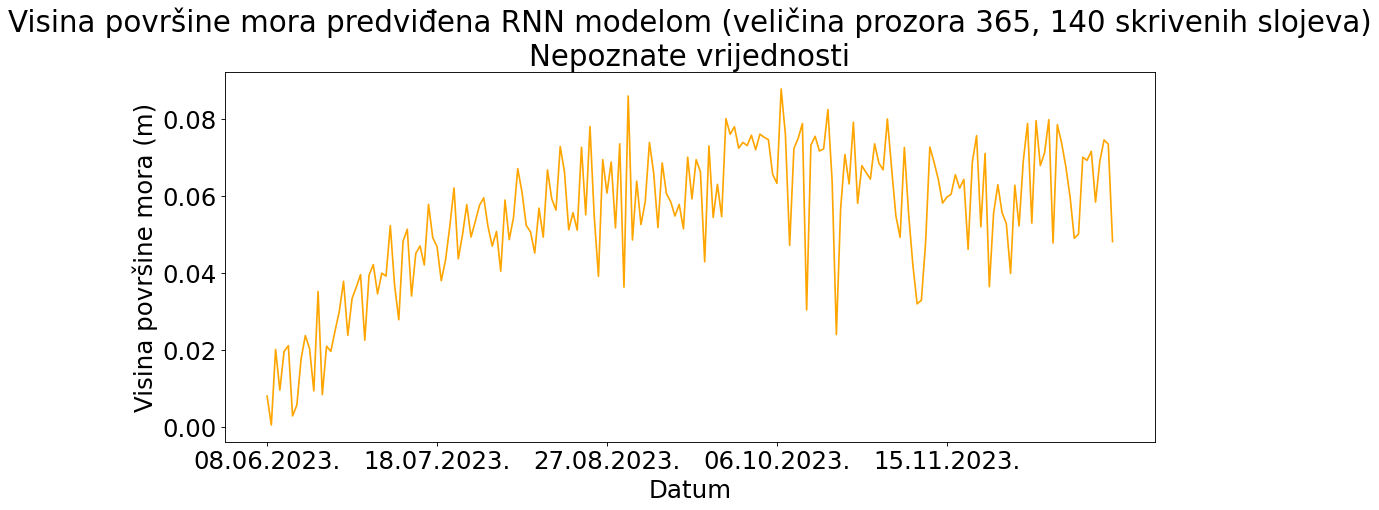 Visina površine mora predviđena RNN modelom (veličina prozora 365, 140 skrivenih slojeva)
Nepoznate vrijednosti
Visina površine mora (m)
0.08
0.06
0.04
0.02
0.00
08.06.2023. 18.07.2023. 27.08.2023. 06.10.2023. 15.11.2023.
Datum